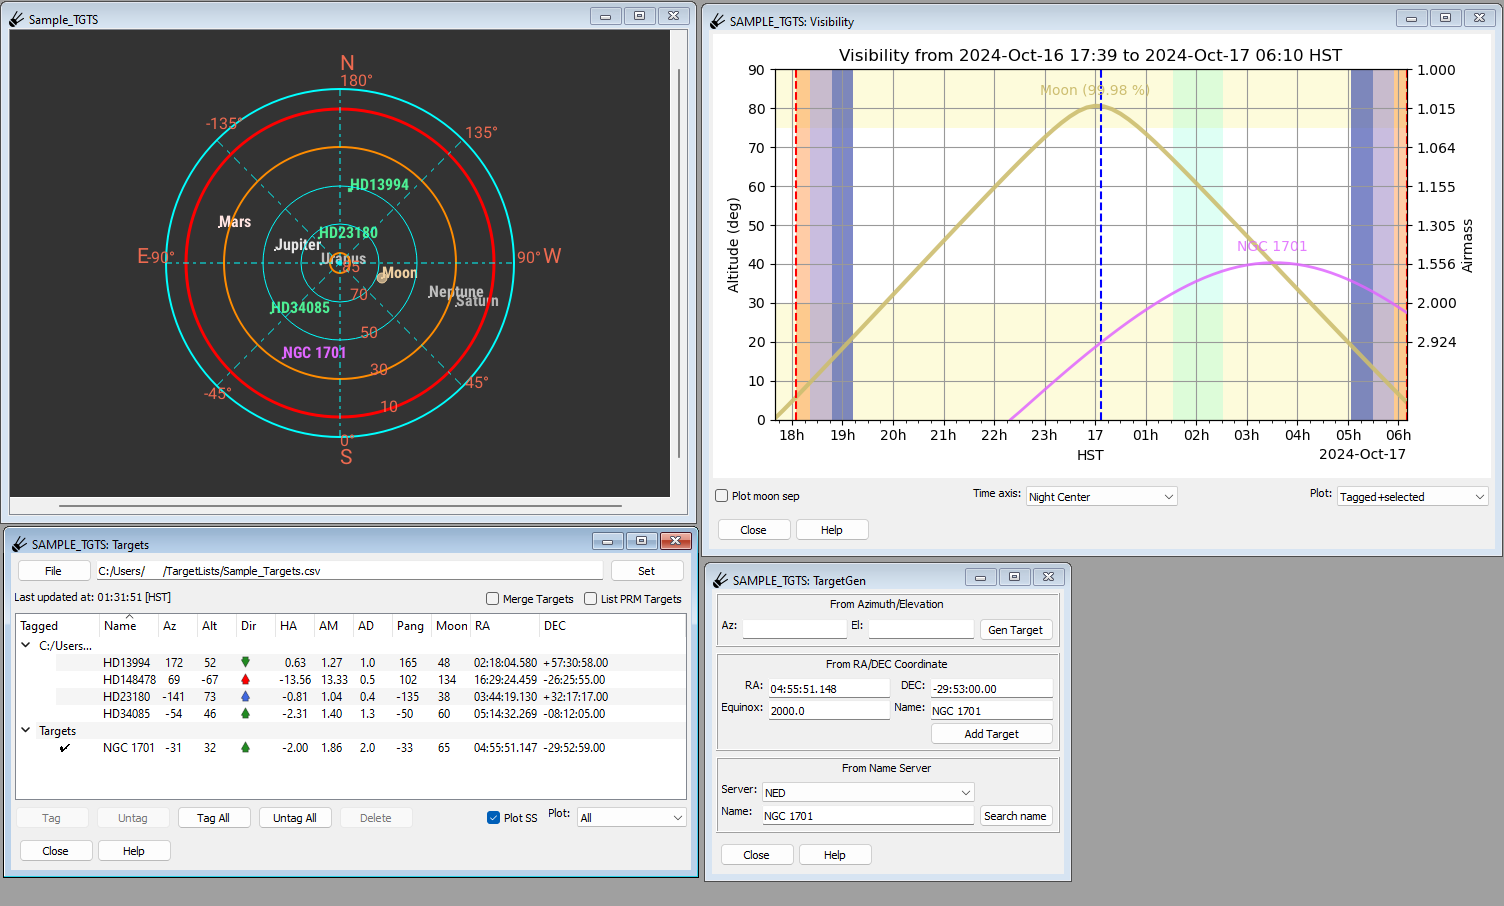 Sample_TGTS
N
180°
-135°
135°
HD13994
Mars
HD23180
Jupiter
E
-90°
Uranus
85
90°
W
Moon
70
Neptune
Saturn
HD34085
50
NGC 1701
30
-45°
45°
10
0°
S
SAMPLE_TGTS: Visibility
Visibility from 2024-Oct-16 17:39 to 2024-Oct-17 06:10 HST
90
80
70
60
50
40
30
20
10
0
Altitude (deg)
Moon (99.98 %)
NGC 1701
1.000
1.015
1.064
1.155
1.305
1.556
2.000
2.924
Airmass
18h 19h 20h 21h 22h 23h 17 01h 02h 03h 04h 05h 06h
HST
2024-Oct-17
Plot moon sep
Time axis: Night Center
Plot: Tagged+selected
Close Help
SAMPLE_TGTS: Targets
File C:/Users/ /TargetLists/Sample_Targets.csv Set
Last updated at: 01:31:51 [HST] Merge Targets List PRM Targets
Tagged Name Az Alt Dir HA AM AD Pang Moon RA DEC
C:/Users...
HD13994 172 52 0.63 1.27 1.0 165 48 02:18:04.580 +57:30:58.00
HD148478 69 -67 -13.56 13.33 0.5 102 134 16:29:24.459 -26:25:55.00
HD23180 -141 73 -0.81 1.04 0.4 -135 38 03:44:19.130 +32:17:17.00
HD34085 -54 46 -2.31 1.40 1.3 -50 60 05:14:32.269 -08:12:05.00
Targets
NGC 1701 -31 32 -2.00 1.86 2.0 -33 65 04:55:51.147 -29:52:59.00
Tag Untag Tag All Untag All Delete Plot SS Plot: All
Close Help
SAMPLE_TGTS: TargetGen
From Azimuth/Elevation
Az: El: Gen Target
From RA/DEC Coordinate
RA: 04:55:51.148 DEC: -29:53:00.00
Equinox: 2000.0 Name: NGC 1701
Add Target
From Name Server
Server: NED
Name: NGC 1701 Search name
Close Help